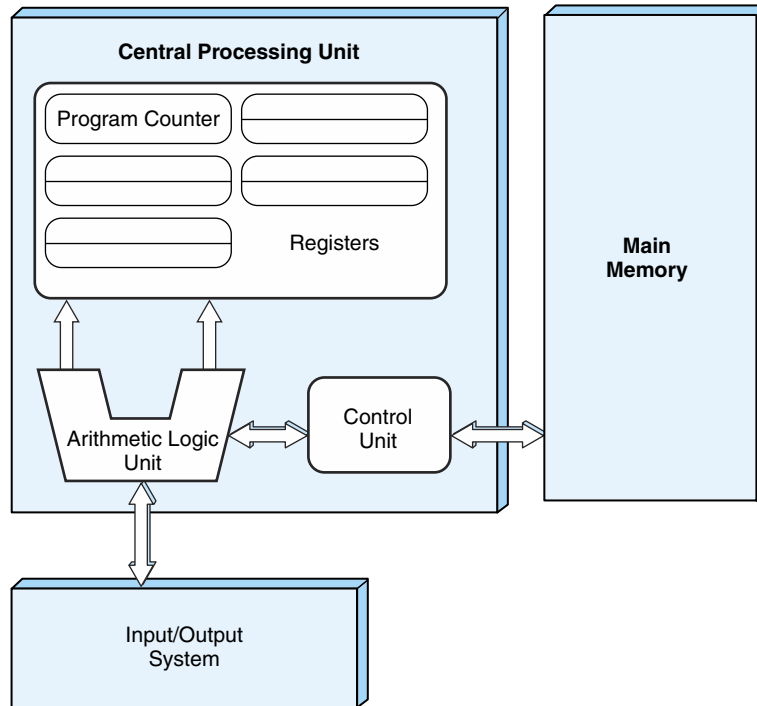 Central Processing Unit
Program Counter
Registers
Main
Memory
Arithmetic Logic
Unit
Control
Unit
Input/Output
System